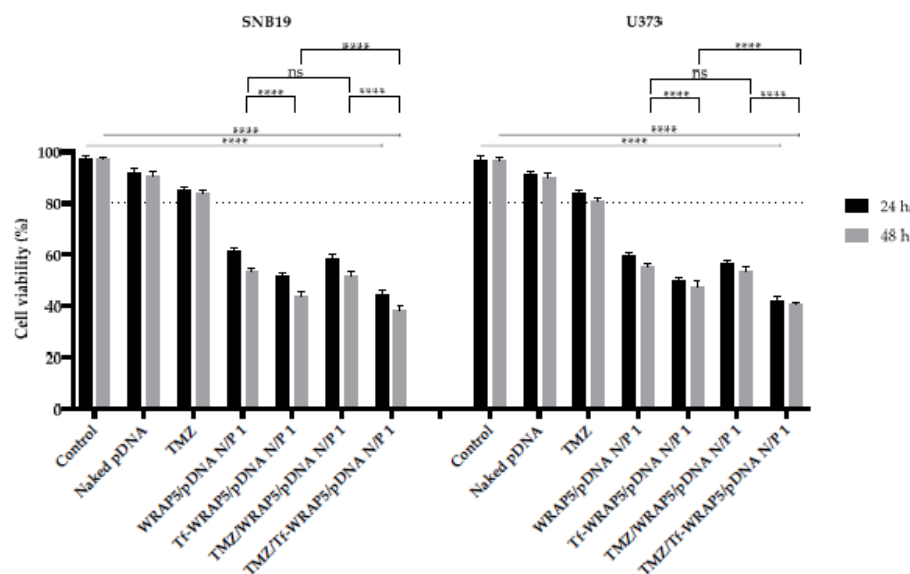 SNB19
U373
****
****
ns
ns
****
****
****
****
****
****
****
****
100
80
60
40
20
0
Cell viability (%)
24 h
48 h
Control
Naked pDNA
TMZ
WRAP5/pDNA N/P 1
Tf-WRAP5/pDNA N/P 1
TMZ/WRAP5/pDNA N/P 1
TMZ/Tf-WRAP5/pDNA N/P 1
Control
Naked pDNA
TMZ
WRAP5/pDNA N/P 1
Tf-WRAP5/pDNA N/P 1
TMZ/WRAP5/pDNA N/P 1
TMZ/Tf-WRAP5/pDNA N/P 1